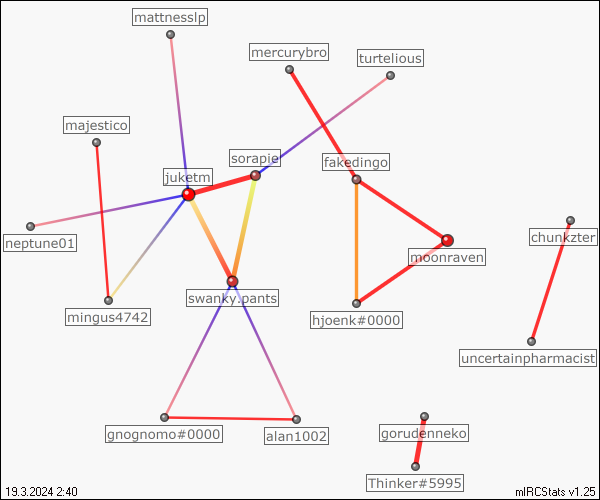 mattnesslp
mercurybro
turtelious
majestico
sorapie
fakedingo
juketm
neptune01
chunkzter
moonraven
swanky.pants
mingus4742
hjoenk#0000
uncertainpharmacist
gnognomo#0000
alan1002
gorudenneko
Thinker#5995
19.3.2024 2:40
mIRCStats v1.25